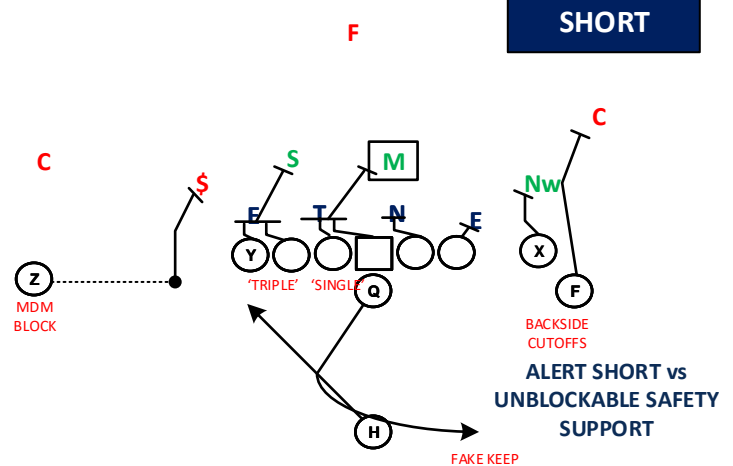 SHORT
F
C
C
S
M
$
Nw
E
T
N
E
Y
X
Z
Q
F
'TRIPLE'
'SINGLE'
MDM
BLOCK
BACKSIDE
CUTOFFS
ALERT SHORT vs
UNBLOCKABLE SAFETY
SUPPORT
H
FAKE KEEP